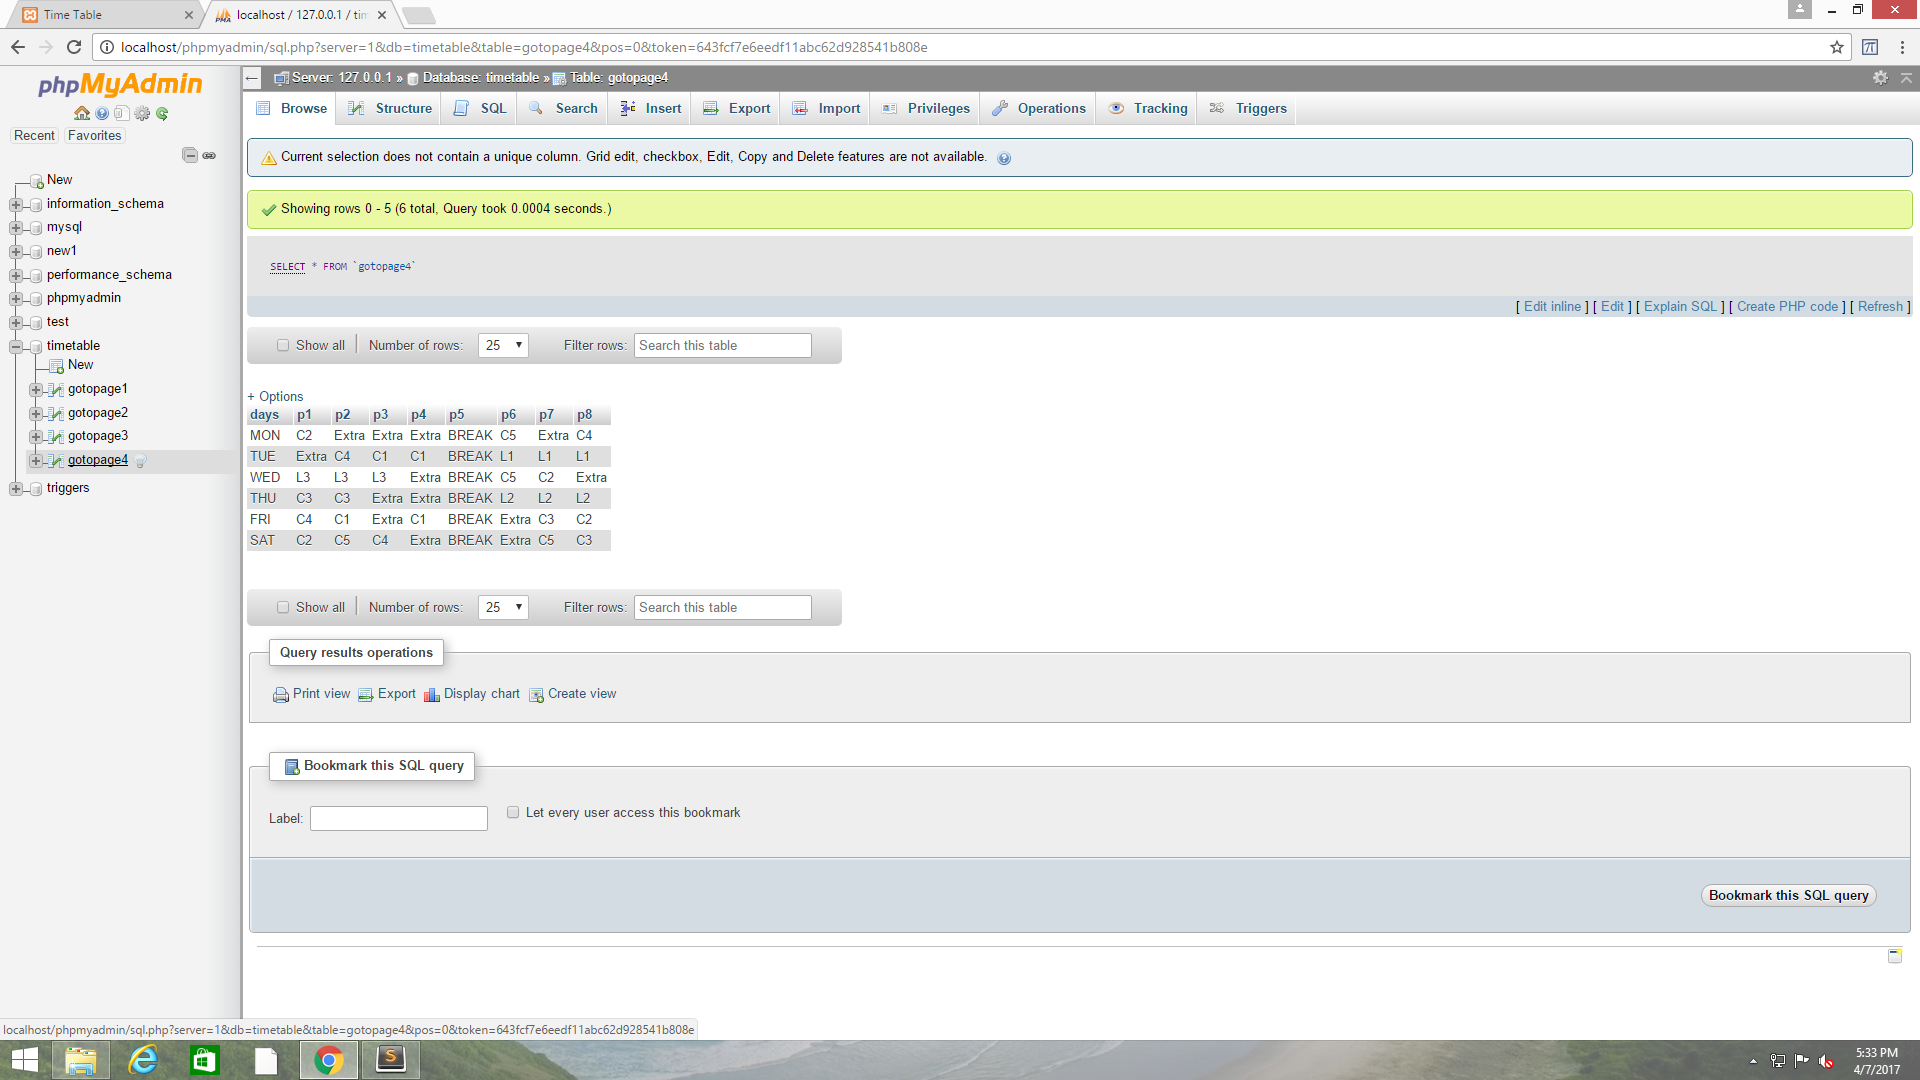 Time Table
localhost / 127.0.0.1 / tim
localhost/phpmyadmin/sql.php?server=1&db=timetable&table=gotopage4&pos=0&token=643fcf7e6eedf11abc62d928541b808e
phpMyAdmin
Recent Favorites
New
information_schema
mysql
new1
performance_schema
phpmyadmin
test
timetable
New
gotopage1
gotopage2
gotopage3
gotopage4
triggers
Server: 127.0.0.1 » Database: timetable » Table: gotopage4
Browse Structure SQL Search Insert Export Import Privileges Operations Tracking Triggers
Current selection does not contain a unique column. Grid edit, checkbox, Edit, Copy and Delete features are not available.
Showing rows 0 - 5 (6 total, Query took 0.0004 seconds.)
SELECT * FROM `gotopage4`
[ Edit inline ] [ Edit ] [ Explain SQL ] [ Create PHP code ] [ Refresh ]
Show all | Number of rows: 25 Filter rows: Search this table
+ Options
days p1 p2 p3 p4 p5 p6 p7 p8
MON C2 Extra Extra Extra BREAK C5 Extra C4
TUE Extra C4 C1 C1 BREAK L1 L1 L1
WED L3 L3 L3 Extra BREAK C5 C2 Extra
THU C3 C3 Extra Extra BREAK L2 L2 L2
FRI C4 C1 Extra C1 BREAK Extra C3 C2
SAT C2 C5 C4 Extra BREAK Extra C5 C3
Show all | Number of rows: 25 Filter rows: Search this table
Query results operations
Print view Export Display chart Create view
Bookmark this SQL query
Label: Let every user access this bookmark
Bookmark this SQL query
localhost/phpmyadmin/sql.php?server=1&db=timetable&table=gotopage4&pos=0&token=643fcf7e6eedf11abc62d928541b808e
5:33 PM
4/7/2017